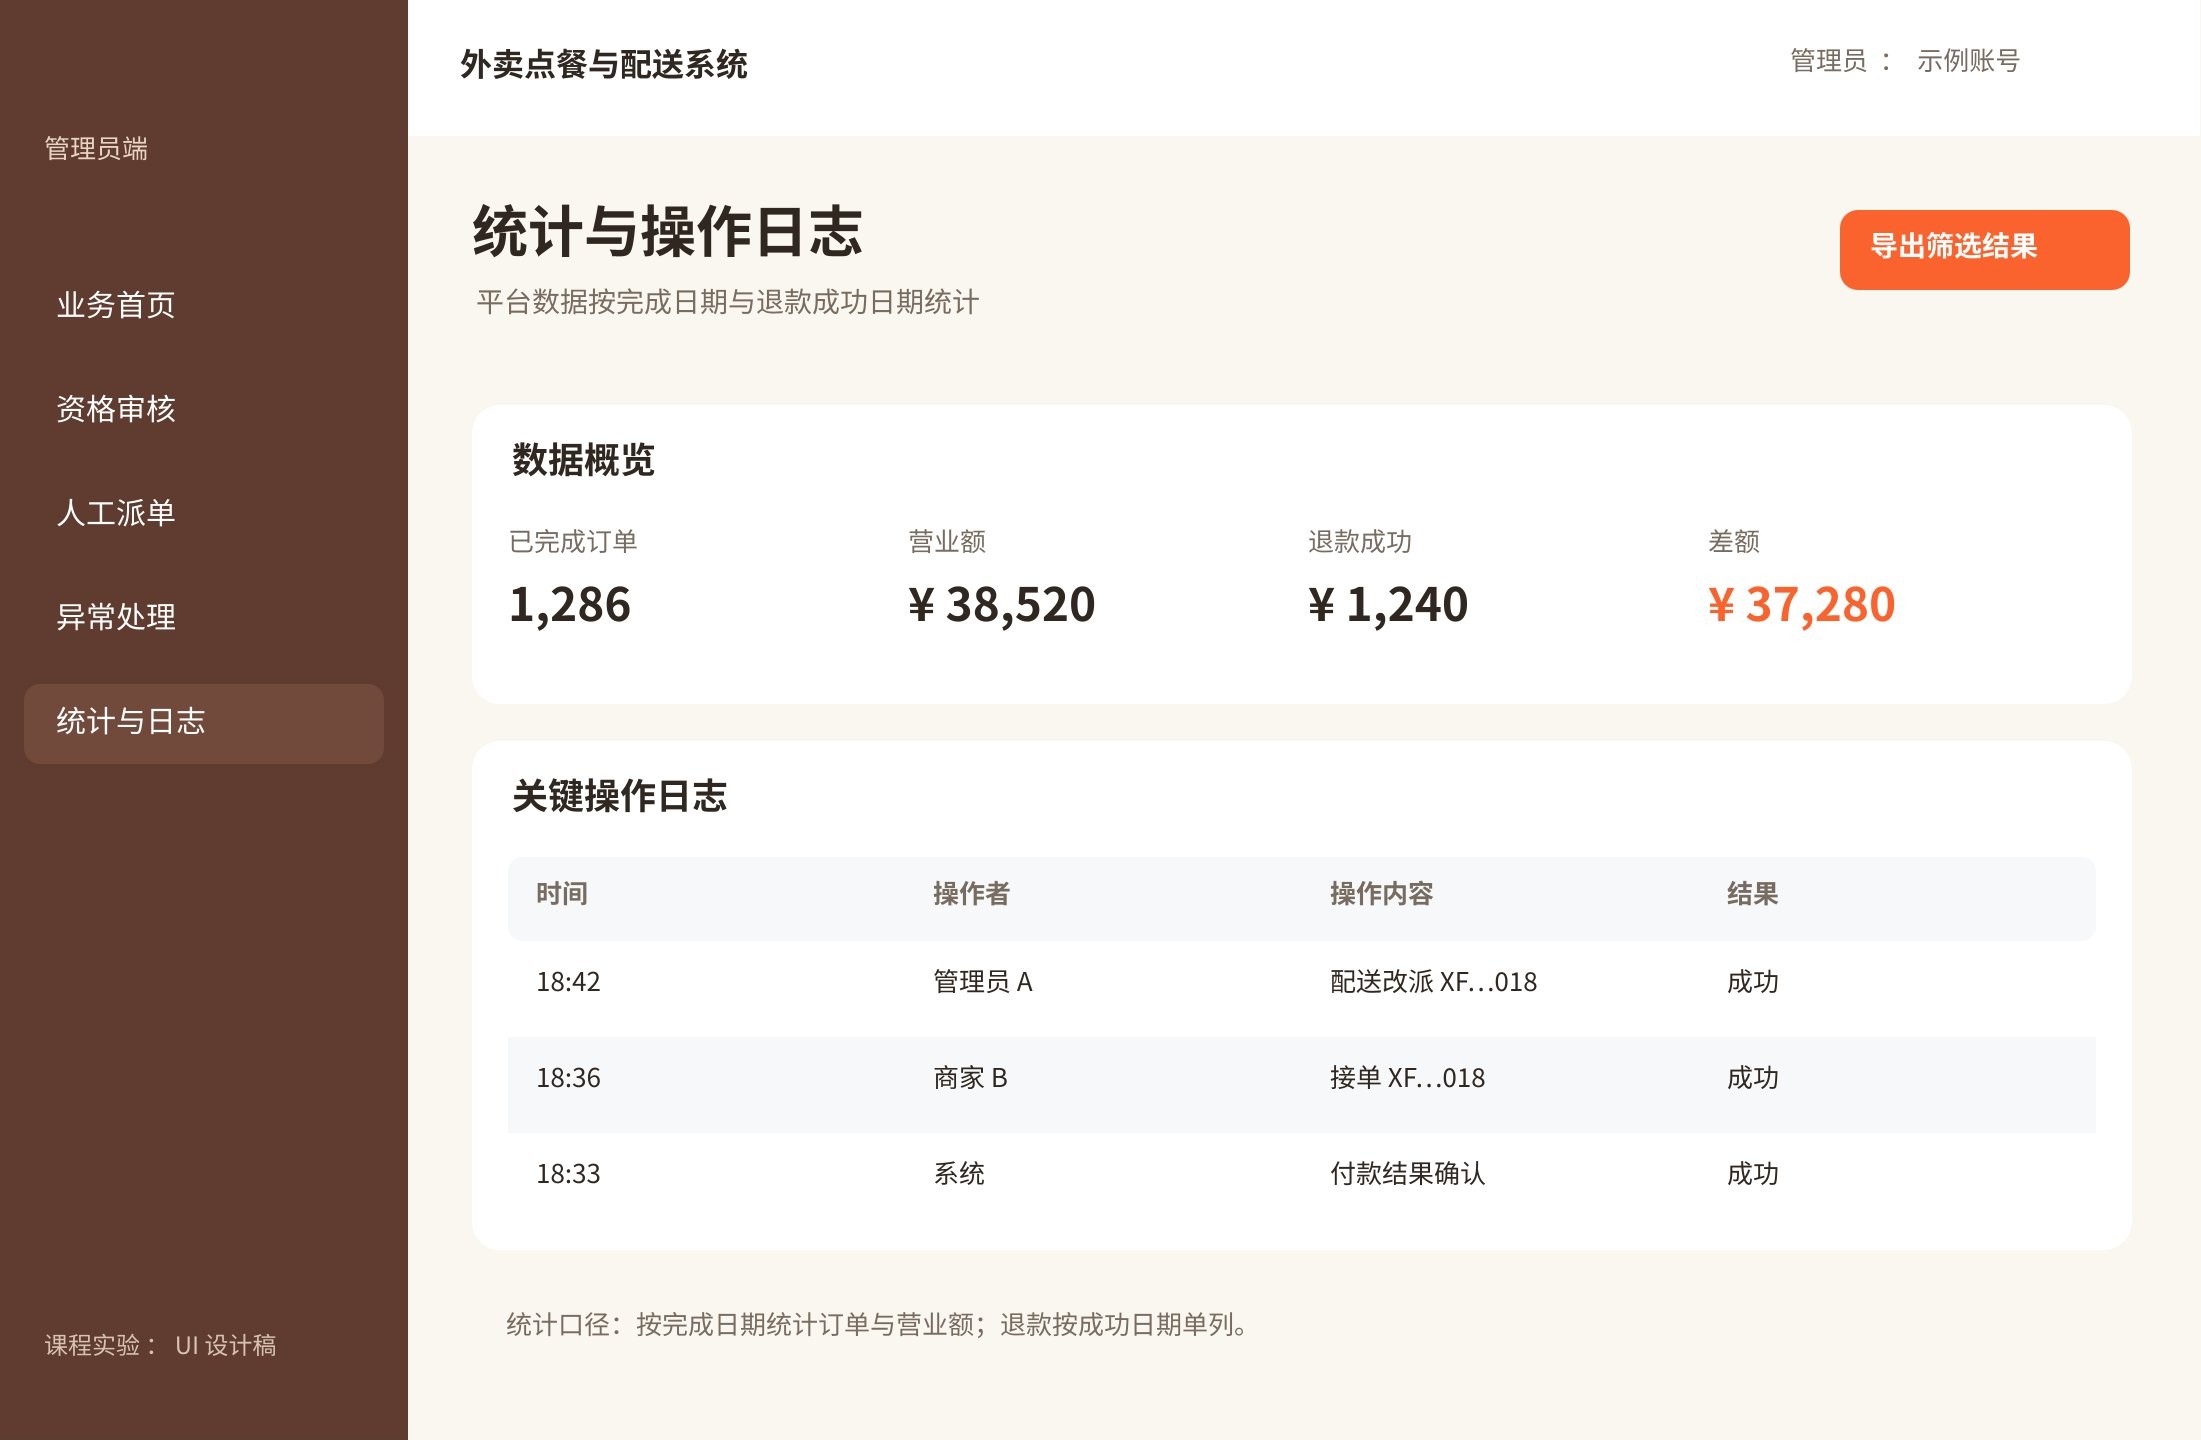 外卖点餐与配送系统
管理员 ： 示例账号
管理员端
业务首页
资格审核
人工派单
异常处理
统计与日志
课程实验： UI 设计稿
统计与操作日志
导出筛选结果
平台数据按完成日期与退款成功日期统计
数据概览
已完成订单 营业额 退款成功 差额
1,286 ¥ 38,520 ¥ 1,240 ¥ 37,280
关键操作日志
时间 操作者 操作内容 结果
18:42 管理员 A 配送改派 XF…018 成功
18:36 商家 B 接单 XF…018 成功
18:33 系统 付款结果确认 成功
统计口径：按完成日期统计订单与营业额；退款按成功日期单列。